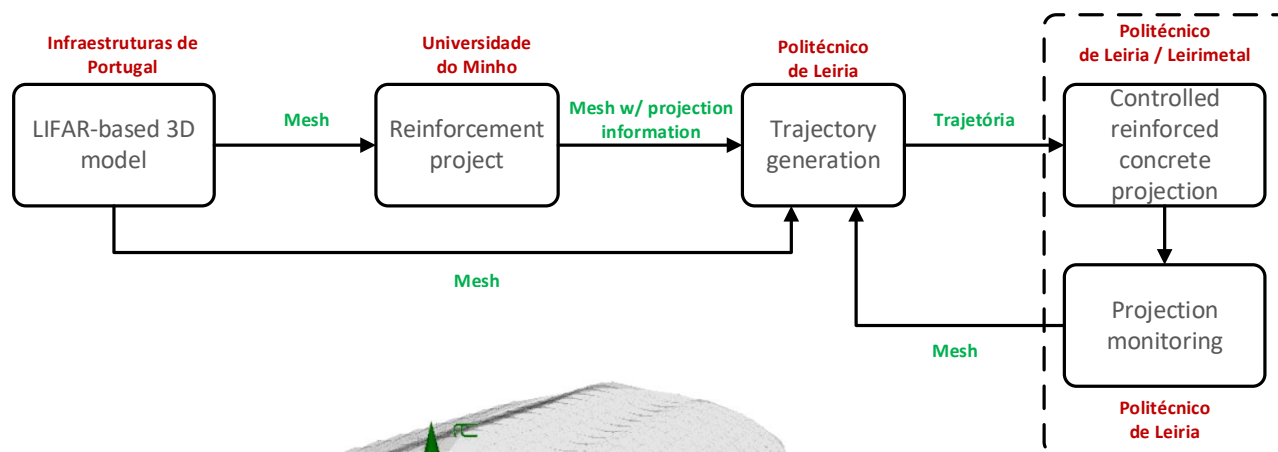 Infraestruturas de
Portugal
LIFAR-based 3D
model
Mesh
Universidade
do Minho
Reinforcement
project
Mesh w/ projection
information
Politécnico
de Leiria
Trajectory
generation
Trajetória
Politécnico
de Leiria / Leirimetal
Controlled
reinforced
concrete
projection
Mesh
Mesh
Projection
monitoring
Politécnico
de Leiria